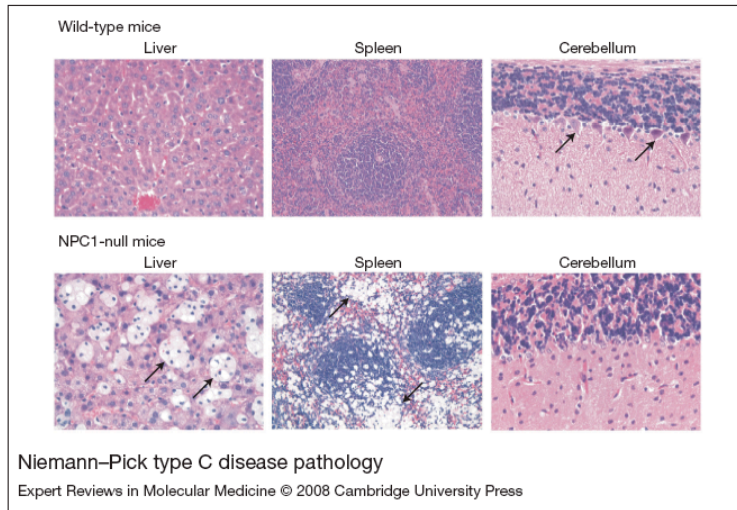 Wild-type mice
Liver Spleen Cerebellum
NPC1-null mice
Liver Spleen Cerebellum
Niemann–Pick type C disease pathology
Expert Reviews in Molecular Medicine © 2008 Cambridge University Press